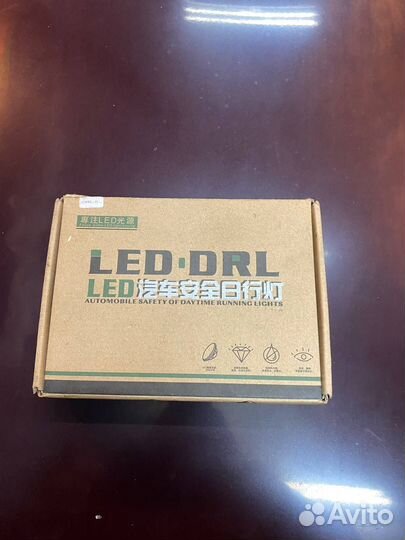 專注LED光源
LED·DRL
LED汽车安全日行灯
AUTOMOBILE SAFETY OF DAYTIME RUNNING LIGHTS
Avito